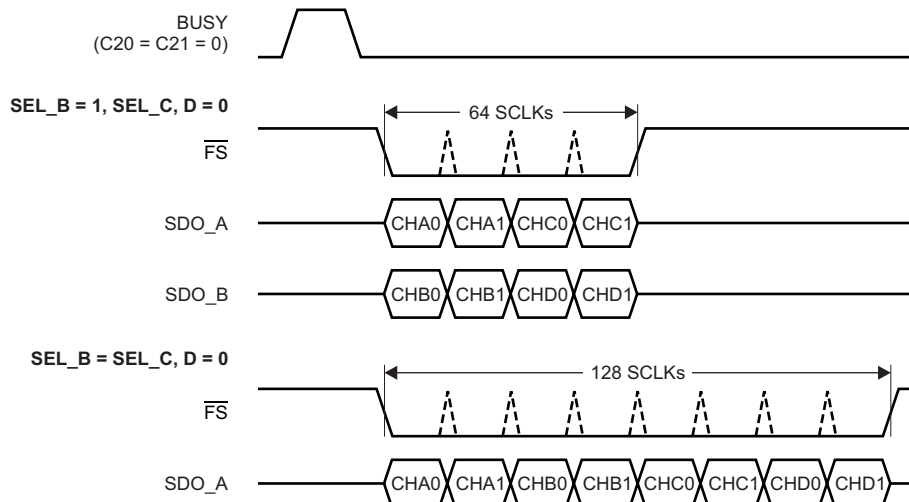 BUSY
(C20 = C21 = 0)
SEL_B = 1, SEL_C, D = 0
64 SCLKs
FS
SDO_A
CHA0 CHA1 CHC0 CHC1
SDO_B
CHB0 CHB1 CHD0 CHD1
SEL_B = SEL_C, D = 0
128 SCLKs
FS
SDO_A
CHA0 CHA1 CHB0 CHB1 CHC0 CHC1 CHD0 CHD1